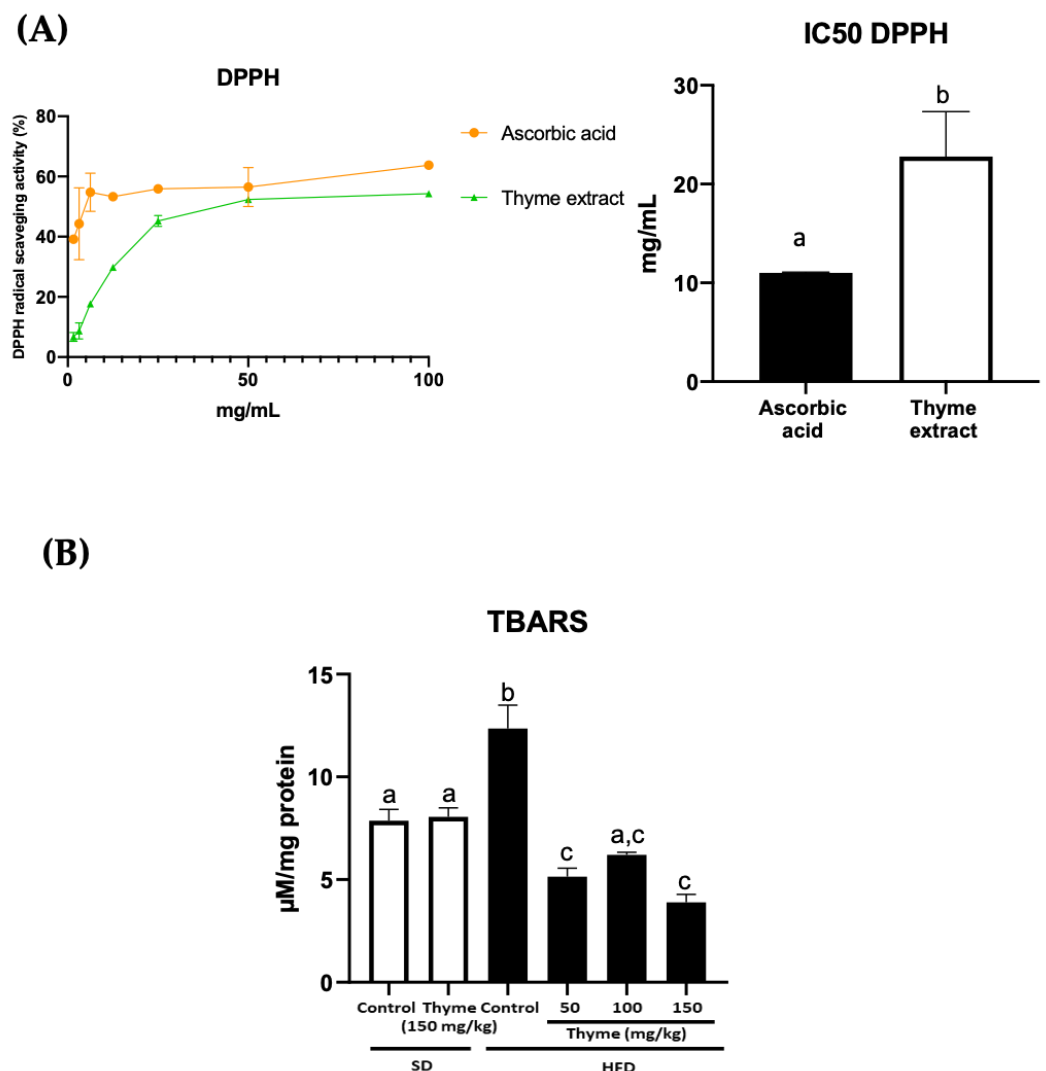 (A)
DPPH
DPPH radical scaveging activity (%)
80
60
40
20
0
0
50
100
mg/mL
Ascorbic acid
Thyme extract
IC50 DPPH
mg/mL
30
20
10
0
a
b
Ascorbic
acid
Thyme
extract
(B)
TBARS
µM/mg protein
15
10
5
0
a
a
b
c
a,c
c
Control
Thyme
(150 mg/kg)
Control
50
100
150
Thyme (mg/kg)
SD
HFD